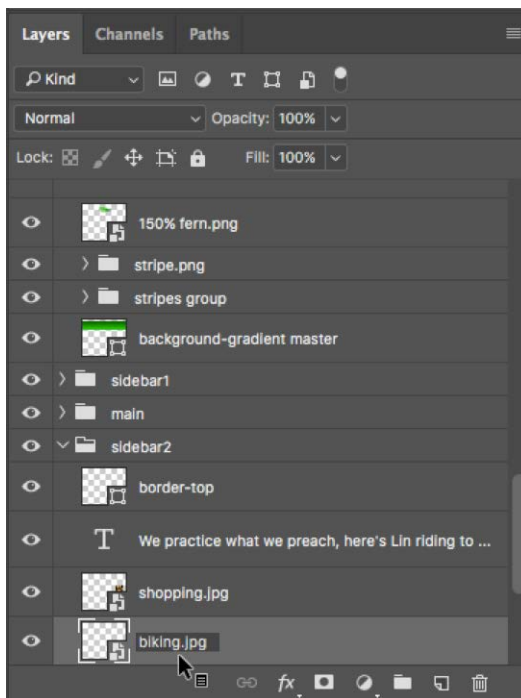 Layers Channels Paths
Kind T
Normal Opacity: 100%
Lock: Fill: 100%
150% fern.png
stripe.png
stripes group
background-gradient master
sidebar1
main
sidebar2
border-top
T We practice what we preach, here's Lin riding to ...
shopping.jpg
biking.jpg
fx